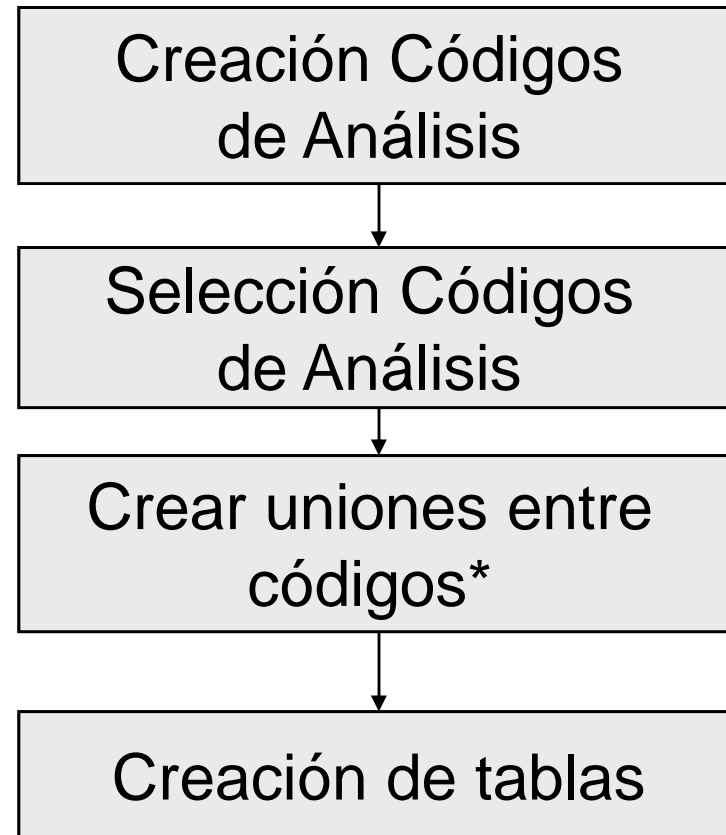 Creación Códigos
de Análisis
Selección Códigos
de Análisis
Crear uniones entre
códigos*
Creación de tablas